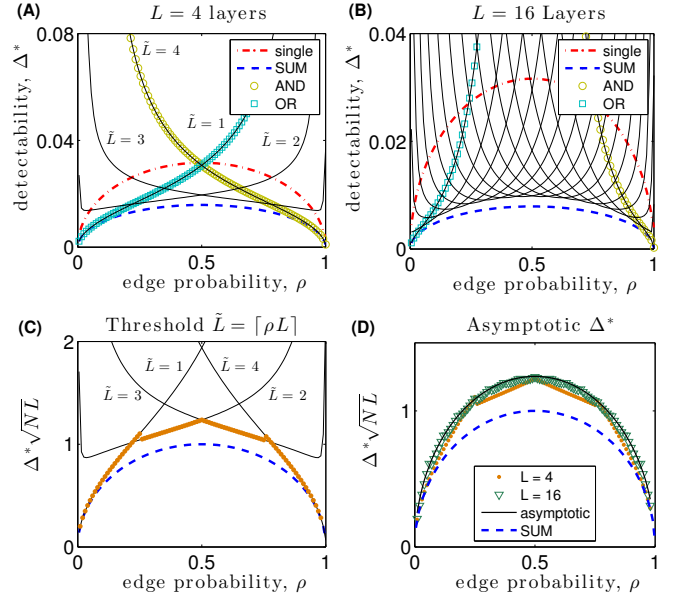 (A) L = 4 layers
detectability, Δ*
0.08
0.04
0
L̃ = 4
L̃ = 3
L̃ = 1
L̃ = 2
single
SUM
AND
OR
0 0.5 1
edge probability, ρ
(B) L = 16 Layers
detectability, Δ*
0.04
0.02
0
single
SUM
AND
OR
0 0.5 1
edge probability, ρ
(C) Threshold L̃ = ⌈ρL⌉
Δ*√NL
2
1
0
L̃ = 1
L̃ = 3
L̃ = 4
L̃ = 2
0 0.5 1
edge probability, ρ
(D) Asymptotic Δ*
Δ*√NL
1
0
L = 4
L = 16
asymptotic
SUM
0 0.5 1
edge probability, ρ